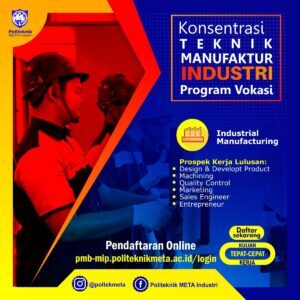 Politeknik
META Industri
Konsentrasi
TEKNIK
MANUFAKTUR
INDUSTRI
Program Vokasi
Industrial
Manufacturing
Prospek Kerja Lulusan:
• Design & Developt Product
• Machining
• Quality Control
• Marketing
• Sales Engineer
• Entrepreneur
Pendaftaran Online
pmb-mip.politeknikmeta.ac.id/login
Daftar
sekarang
KULIAH
TEPAT-CEPAT
KERJA
@poltekmeta
Politeknik META Industri